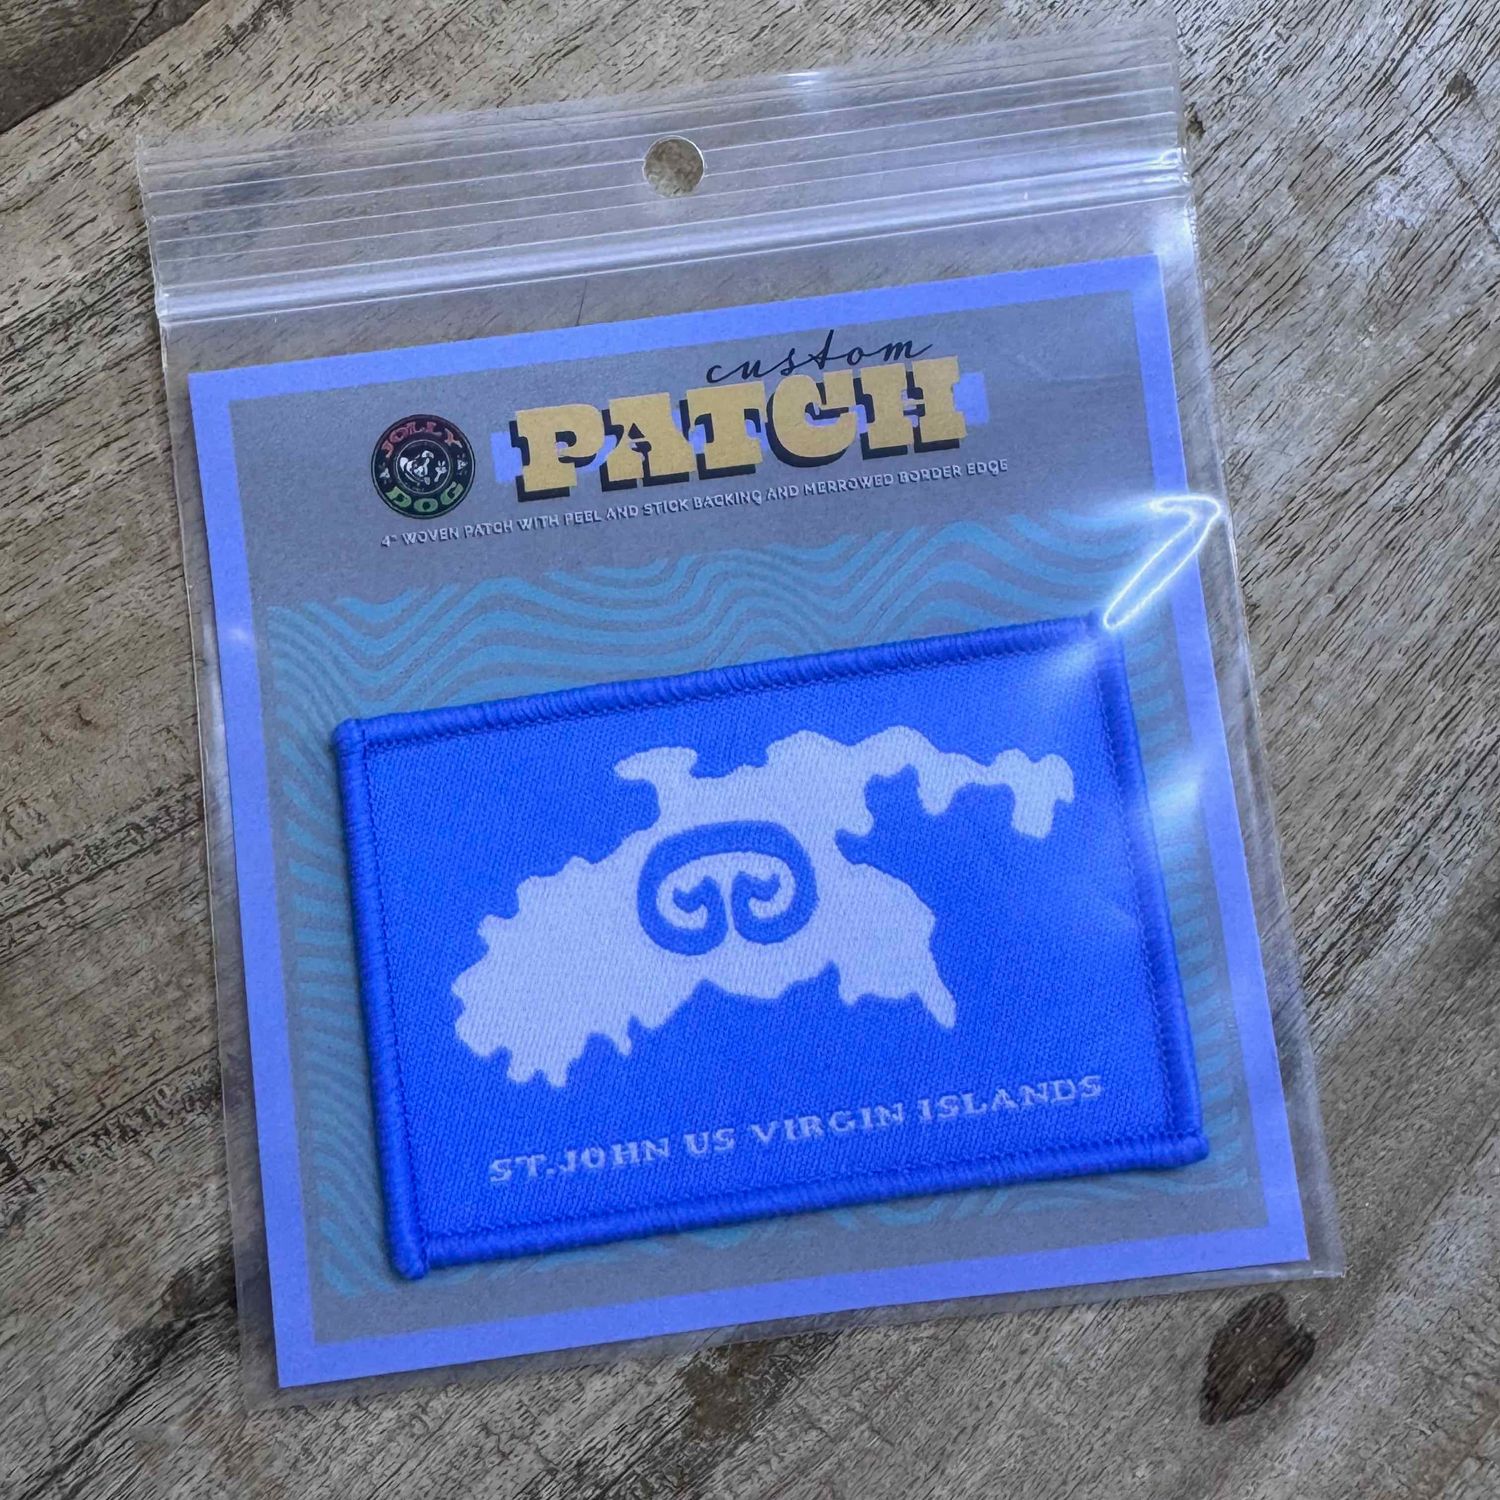 custom
PATCH
JOLLY
DOG
4" WOVEN PATCH WITH PEEL AND STICK BACKING AND MERROWED BORDER EDGE
ST.JOHN US VIRGIN ISLANDS